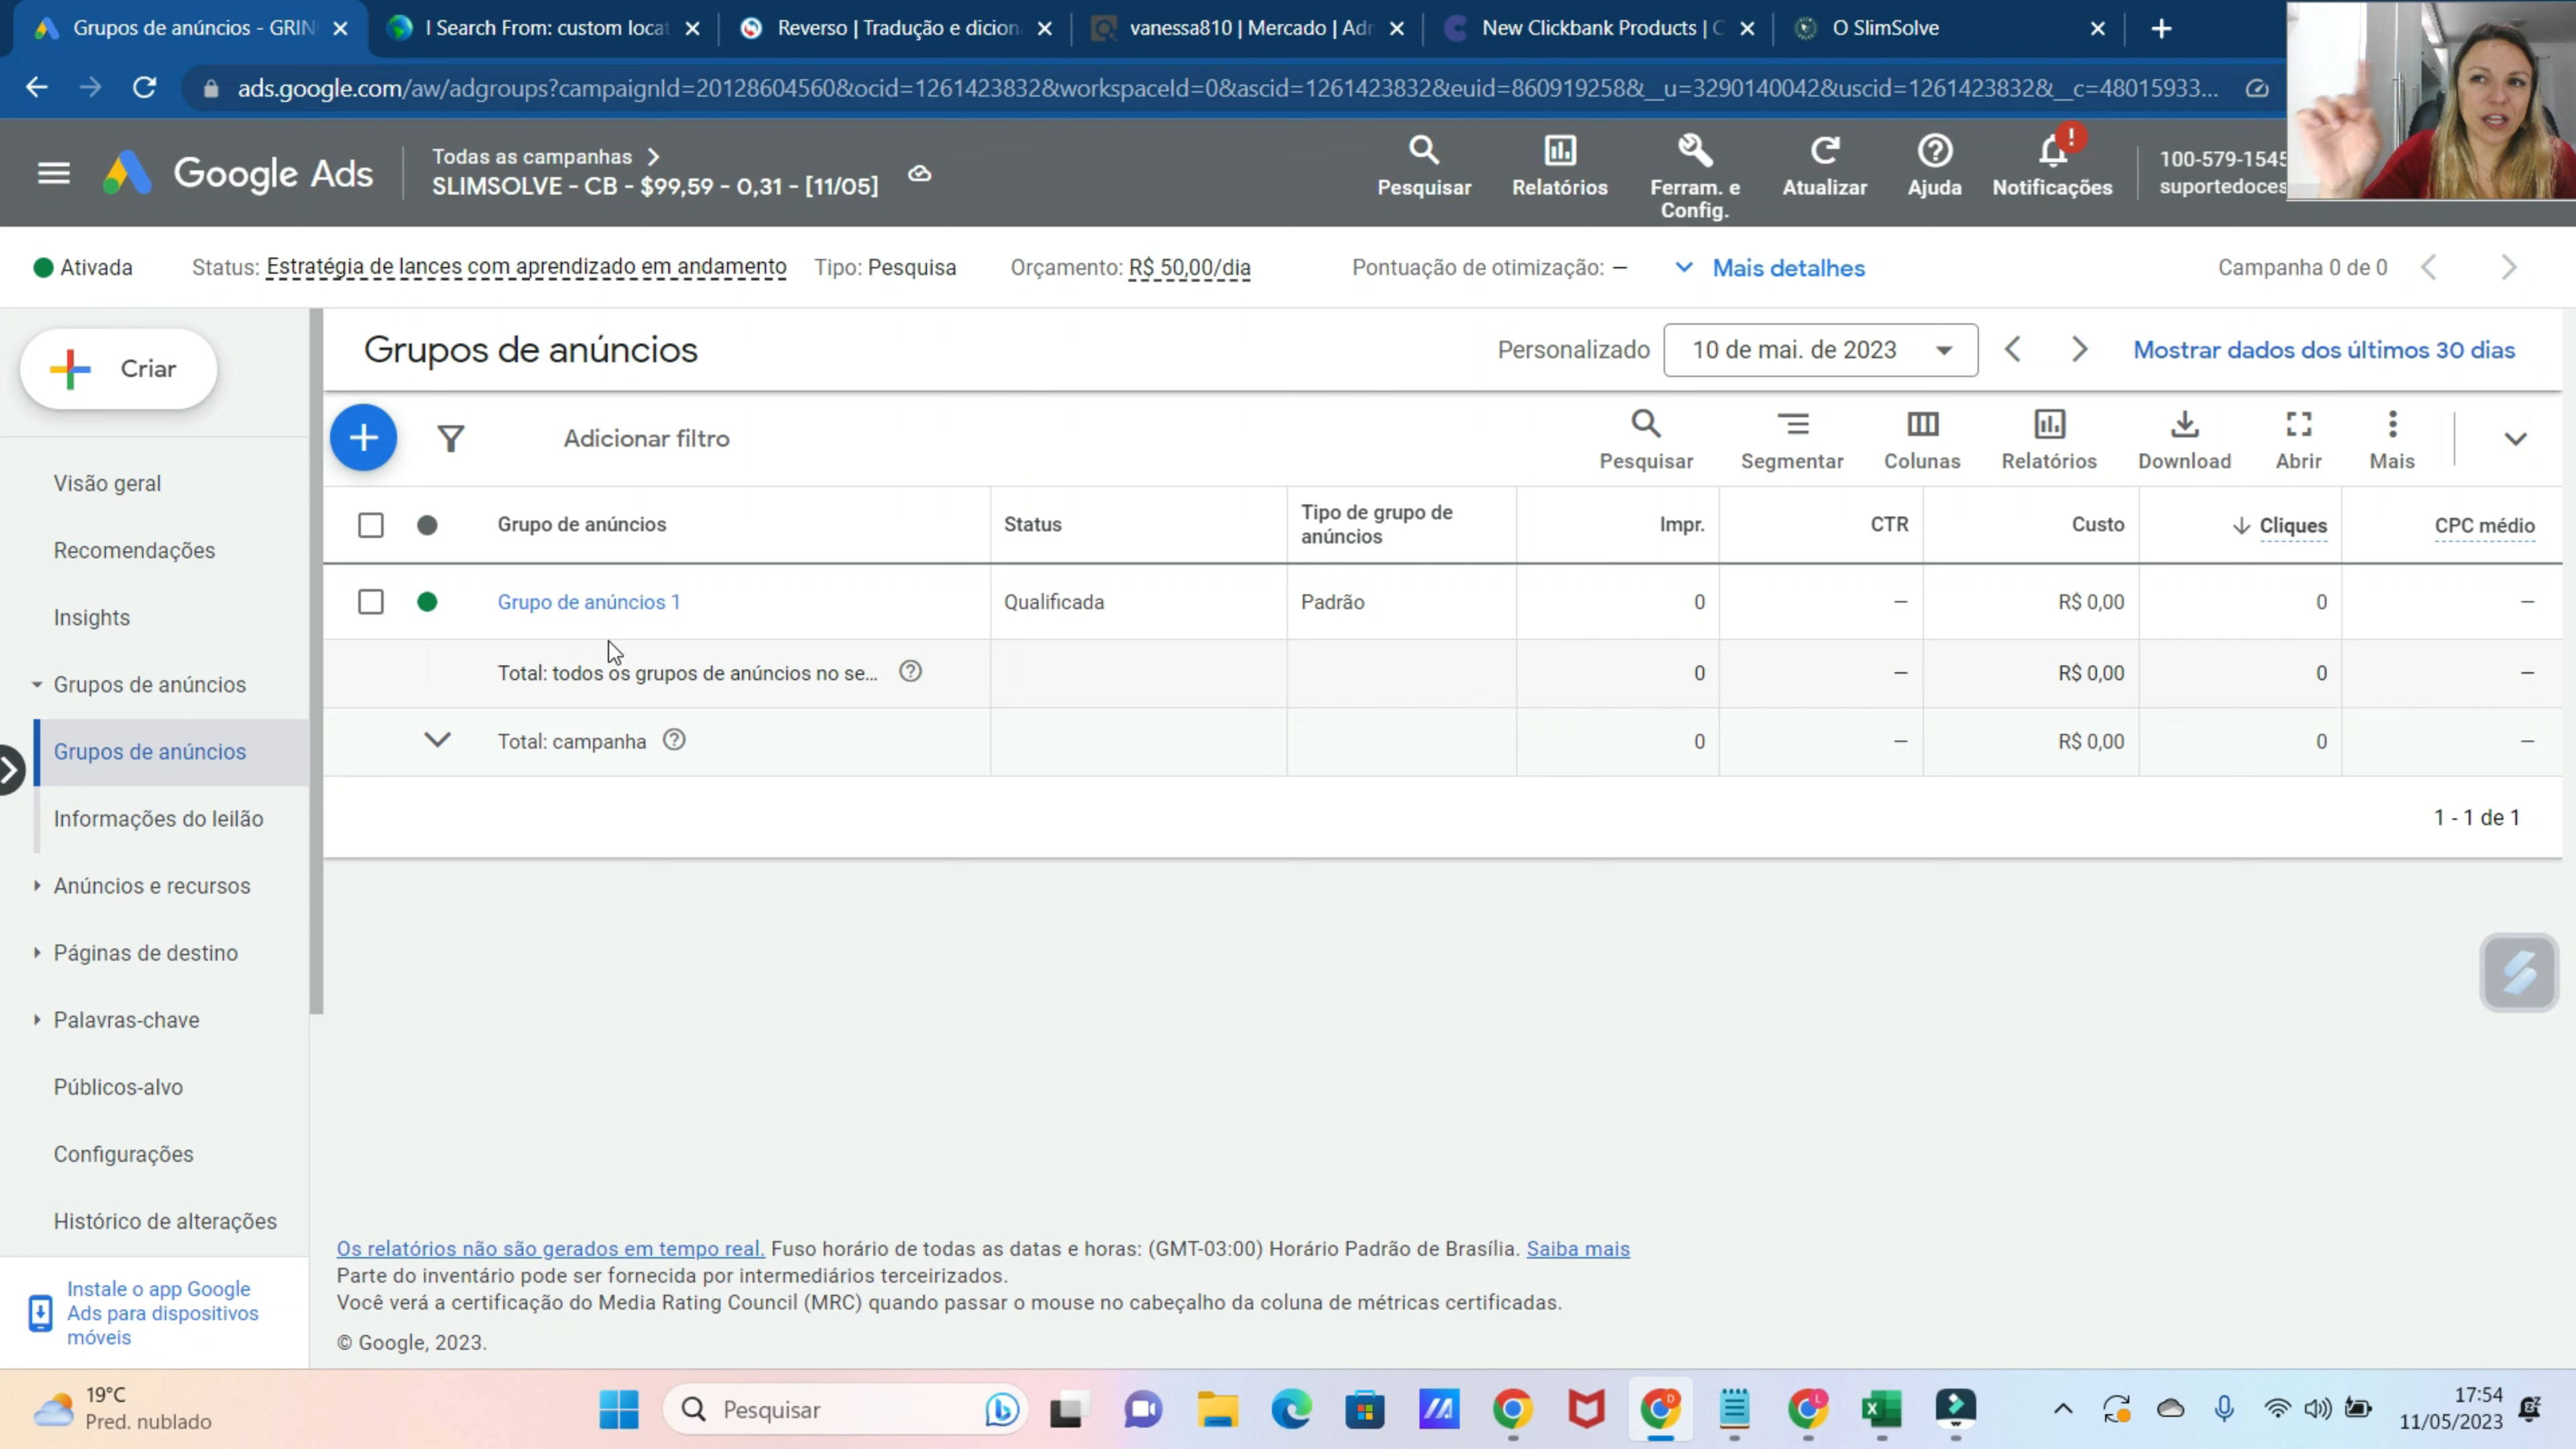 Grupos de anúncios - GRIN
I Search From: custom locat
Reverso | Tradução e dicion
vanessa810 | Mercado | Adr
New Clickbank Products | C
O SlimSolve
ads.google.com/aw/adgroups?campaignId=20128604560&ocid=1261423832&workspaceId=0&ascid=1261423832&euid=860919258&__u=3290140042&uscid=1261423832&__c=48015933...
Google Ads
Todas as campanhas
SLIMSOLVE - CB - $99,59 - 0,31 - [11/05]
Pesquisar
Relatórios
Ferram. e
Config.
Atualizar
Ajuda
Notificações
!
100-579-1545
suportedoces
Ativada
Status: Estratégia de lances com aprendizado em andamento
Tipo: Pesquisa
Orçamento: R$ 50,00/dia
Pontuação de otimização: –
Mais detalhes
Campanha 0 de 0
Criar
Grupos de anúncios
Personalizado
10 de mai. de 2023
Mostrar dados dos últimos 30 dias
Adicionar filtro
Pesquisar
Segmentar
Colunas
Relatórios
Download
Abrir
Mais
Visão geral
Recomendações
Insights
Grupos de anúncios
Grupos de anúncios
Informações do leilão
Anúncios e recursos
Páginas de destino
Palavras-chave
Públicos-alvo
Configurações
Histórico de alterações
Instale o app Google
Ads para dispositivos
móveis
Grupo de anúncios
Status
Tipo de grupo de
anúncios
Impr.
CTR
Custo
Cliques
CPC médio
Grupo de anúncios 1 Qualificada Padrão 0 – R$ 0,00 0 –
Total: todos os grupos de anúncios no se... 0 – R$ 0,00 0 –
Total: campanha 0 – R$ 0,00 0 –
1 - 1 de 1
Os relatórios não são gerados em tempo real. Fuso horário de todas as datas e horas: (GMT-03:00) Horário Padrão de Brasília. Saiba mais
Parte do inventário pode ser fornecida por intermediários terceirizados.
Você verá a certificação do Media Rating Council (MRC) quando passar o mouse no cabeçalho da coluna de métricas certificadas.
© Google, 2023.
19°C
Pred. nublado
Pesquisar
D
L
17:54
11/05/2023